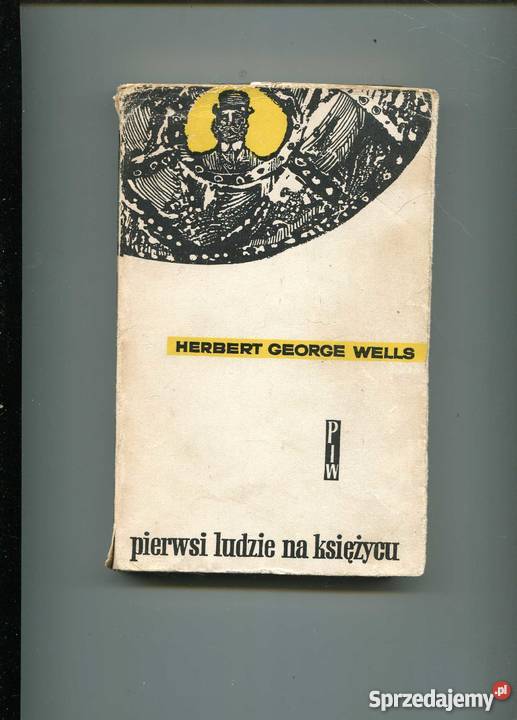 HERBERT GEORGE WELLS
PIW
pierwsi ludzie na księżycu
Sprzedajemy.pl